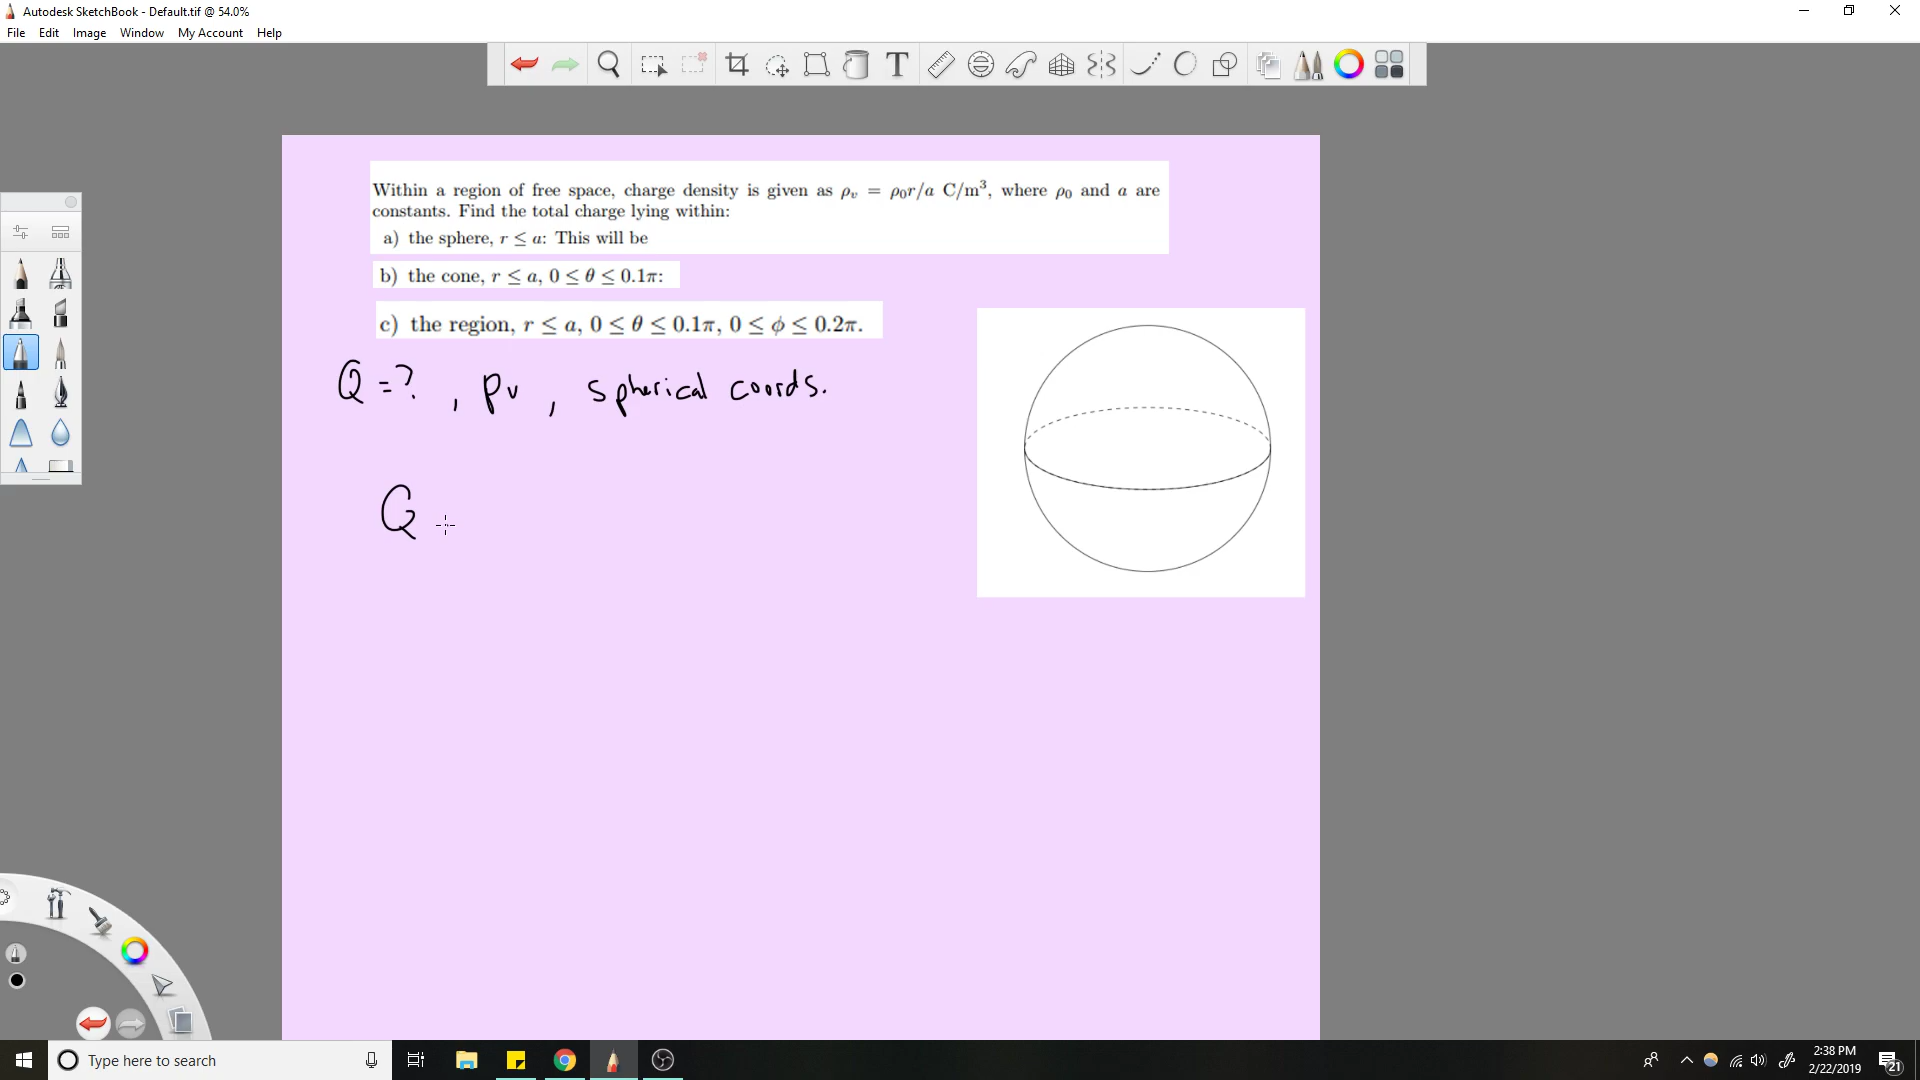 Autodesk SketchBook - Default.tif @ 54.0%
File Edit Image Window My Account Help
T
Within a region of free space, charge density is given as ρv = ρ0r/a C/m³, where ρ0 and a are
constants. Find the total charge lying within:
a) the sphere, r ≤ a: This will be
b) the cone, r ≤ a, 0 ≤ θ ≤ 0.1π:
c) the region, r ≤ a, 0 ≤ θ ≤ 0.1π, 0 ≤ ϕ ≤ 0.2π.
Q =? , ρv , spherical coords.
Q
Type here to search
2:38 PM
2/22/2019
21